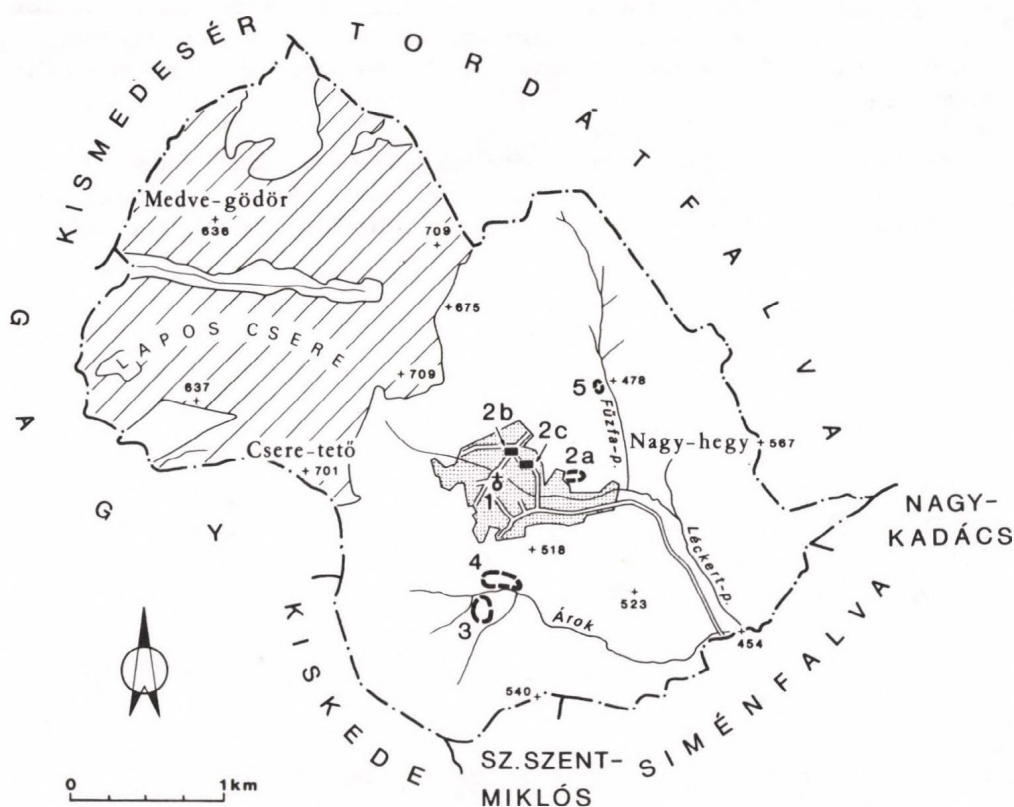 KISMEDESÉR
TORDÁTFALVA
GAGY
Medve-gödör
636
709
675
LAPOS CSERE
637
709
Csere-tető
701
5
478
Fűzfa-p.
2b
2c
2a
Nagy-hegy
567
1
NAGY-
KADÁCS
518
4
3
523
Léckert-p.
Árok
454
540
KISKEDE
SZ.SZENT-
MIKLÓS
SIMÉNFALVA
0 1km